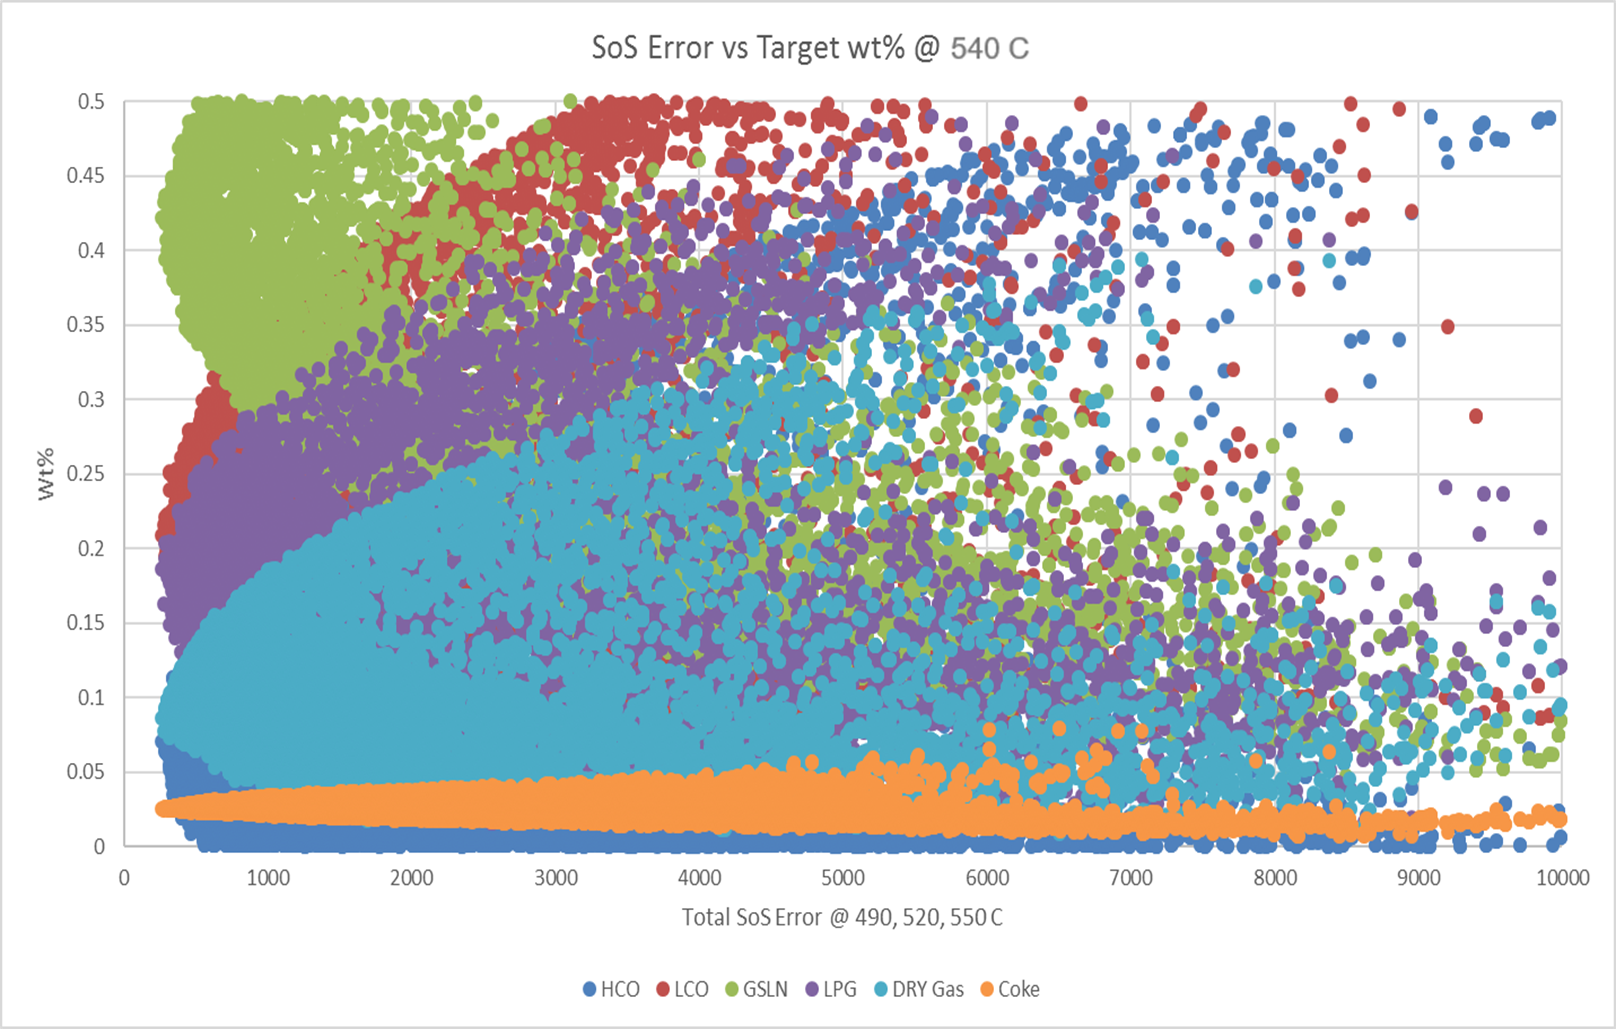 SoS Error vs Target wt% @ 540 C
0.5
0.45
0.4
0.35
0.3
0.25
0.2
0.15
0.1
0.05
0
Wt%
0 1000 2000 3000 4000 5000 6000 7000 8000 9000 10000
Total SoS Error @ 490, 520, 550 C
HCO LCO GSLN LPG DRY Gas Coke